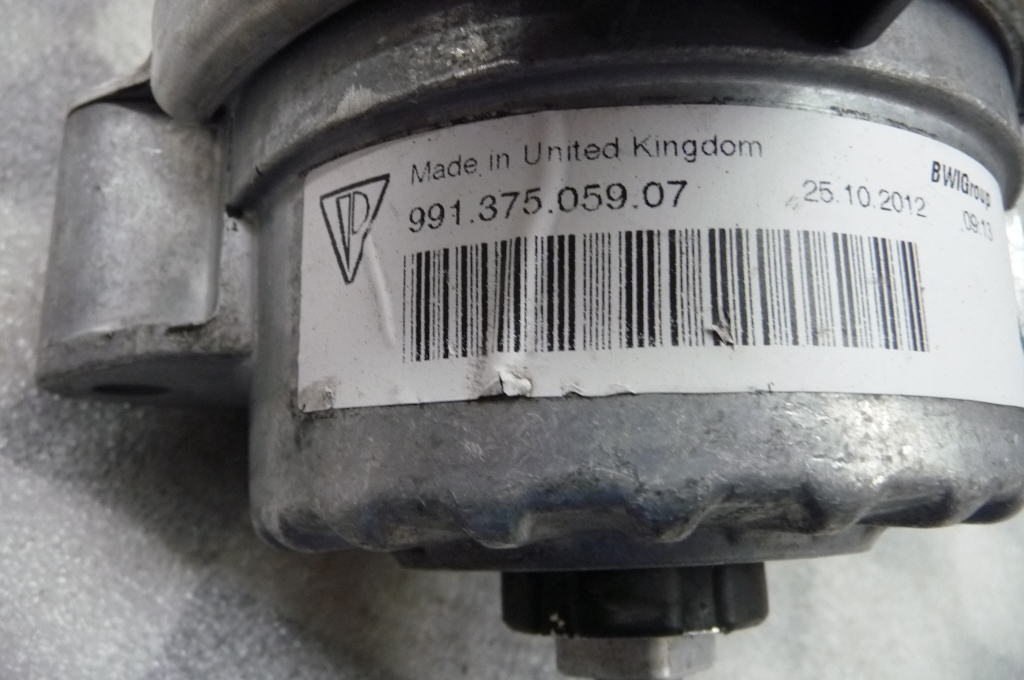 Made in United Kingdom
991.375.059.07
25.10.2012
BWIGroup
09:13